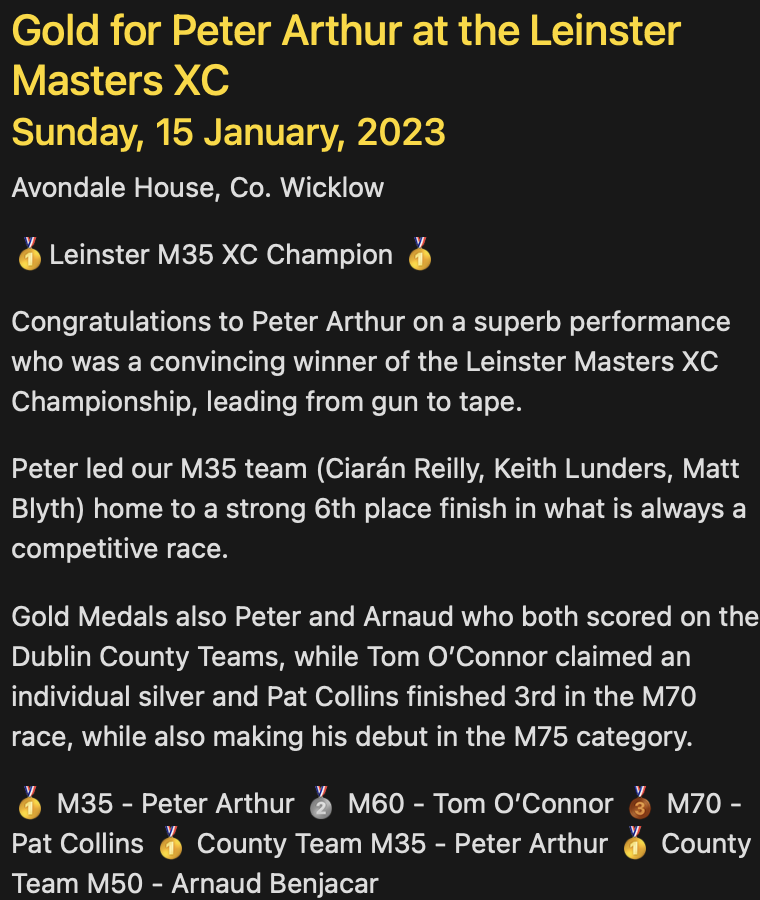 Gold for Peter Arthur at the Leinster
Masters XC
Sunday, 15 January, 2023
Avondale House, Co. Wicklow
🥇Leinster M35 XC Champion 🥇
Congratulations to Peter Arthur on a superb performance
who was a convincing winner of the Leinster Masters XC
Championship, leading from gun to tape.
Peter led our M35 team (Ciarán Reilly, Keith Lunders, Matt
Blyth) home to a strong 6th place finish in what is always a
competitive race.
Gold Medals also Peter and Arnaud who both scored on the
Dublin County Teams, while Tom O’Connor claimed an
individual silver and Pat Collins finished 3rd in the M70
race, while also making his debut in the M75 category.
🥇 M35 - Peter Arthur 🥈 M60 - Tom O’Connor 🥉 M70 -
Pat Collins 🥇 County Team M35 - Peter Arthur 🥇 County
Team M50 - Arnaud Benjacar